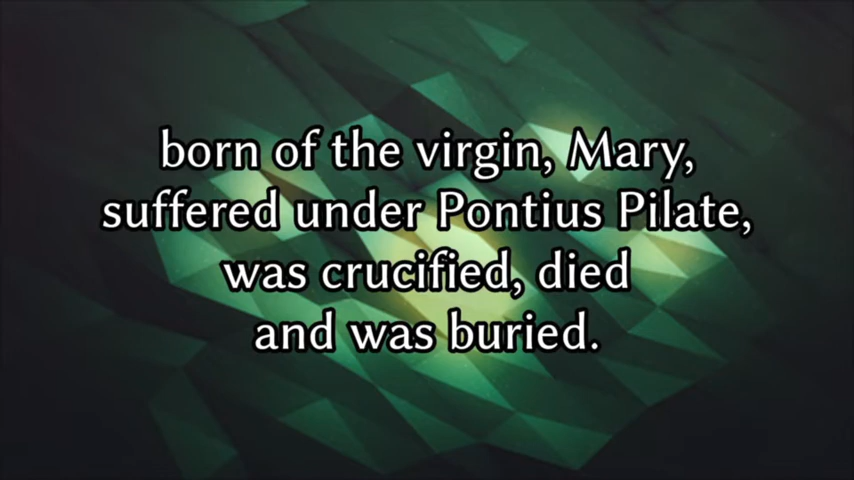 born of the virgin, Mary,
suffered under Pontius Pilate,
was crucified, died
and was buried.